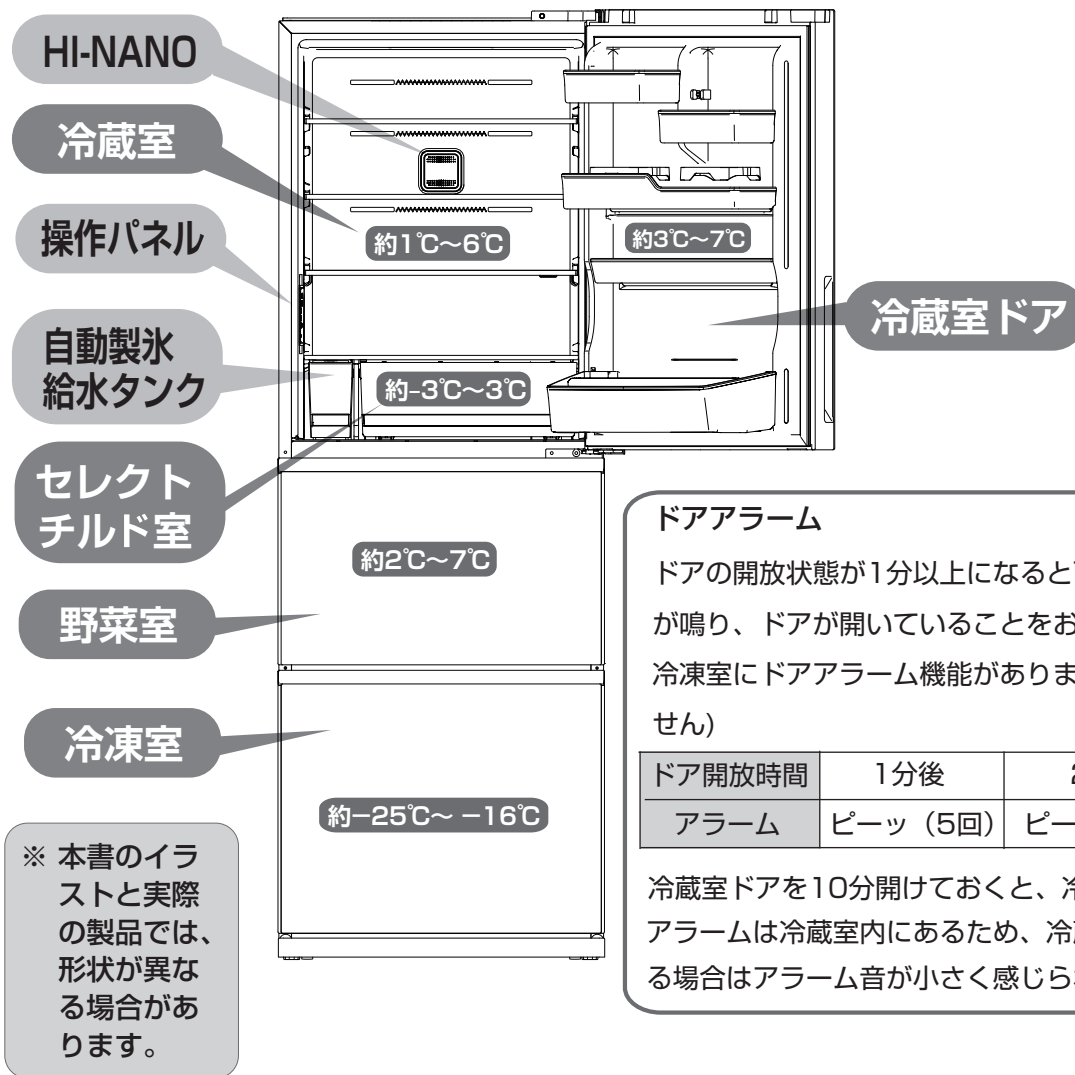 HI-NANO
冷蔵室
操作パネル
自動製氷
給水タンク
セレクト
チルド室
野菜室
冷凍室
約1℃～6℃
約3℃～7℃
約-3℃～3℃
約2℃～7℃
約－25℃～ －16℃
冷蔵室ドア
※ 本書のイラ
ストと実際
の製品では、
形状が異な
る場合があ
ります。
ドアアラーム
ドアの開放状態が1分以上になると
が鳴り、ドアが開いていることをお
冷凍室にドアアラーム機能がありま
せん)
ドア開放時間 1分後 2
アラーム ピーッ（5回） ピー
冷蔵室ドアを10分開けておくと、冷
アラームは冷蔵室内にあるため、冷
る場合はアラーム音が小さく感じら